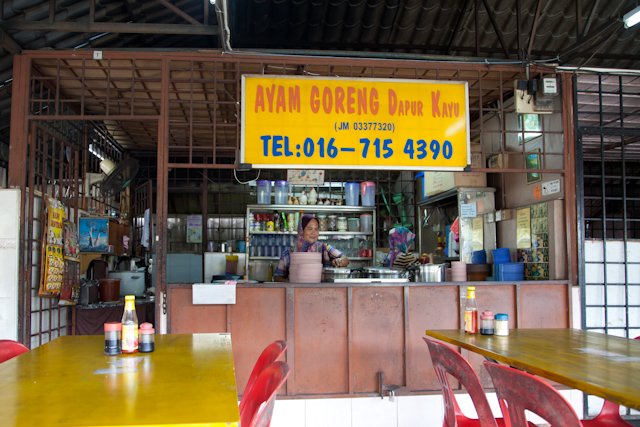 AYAM GORENG DAPUR KAYU
(JM 03377320)
TEL:016-715 4390